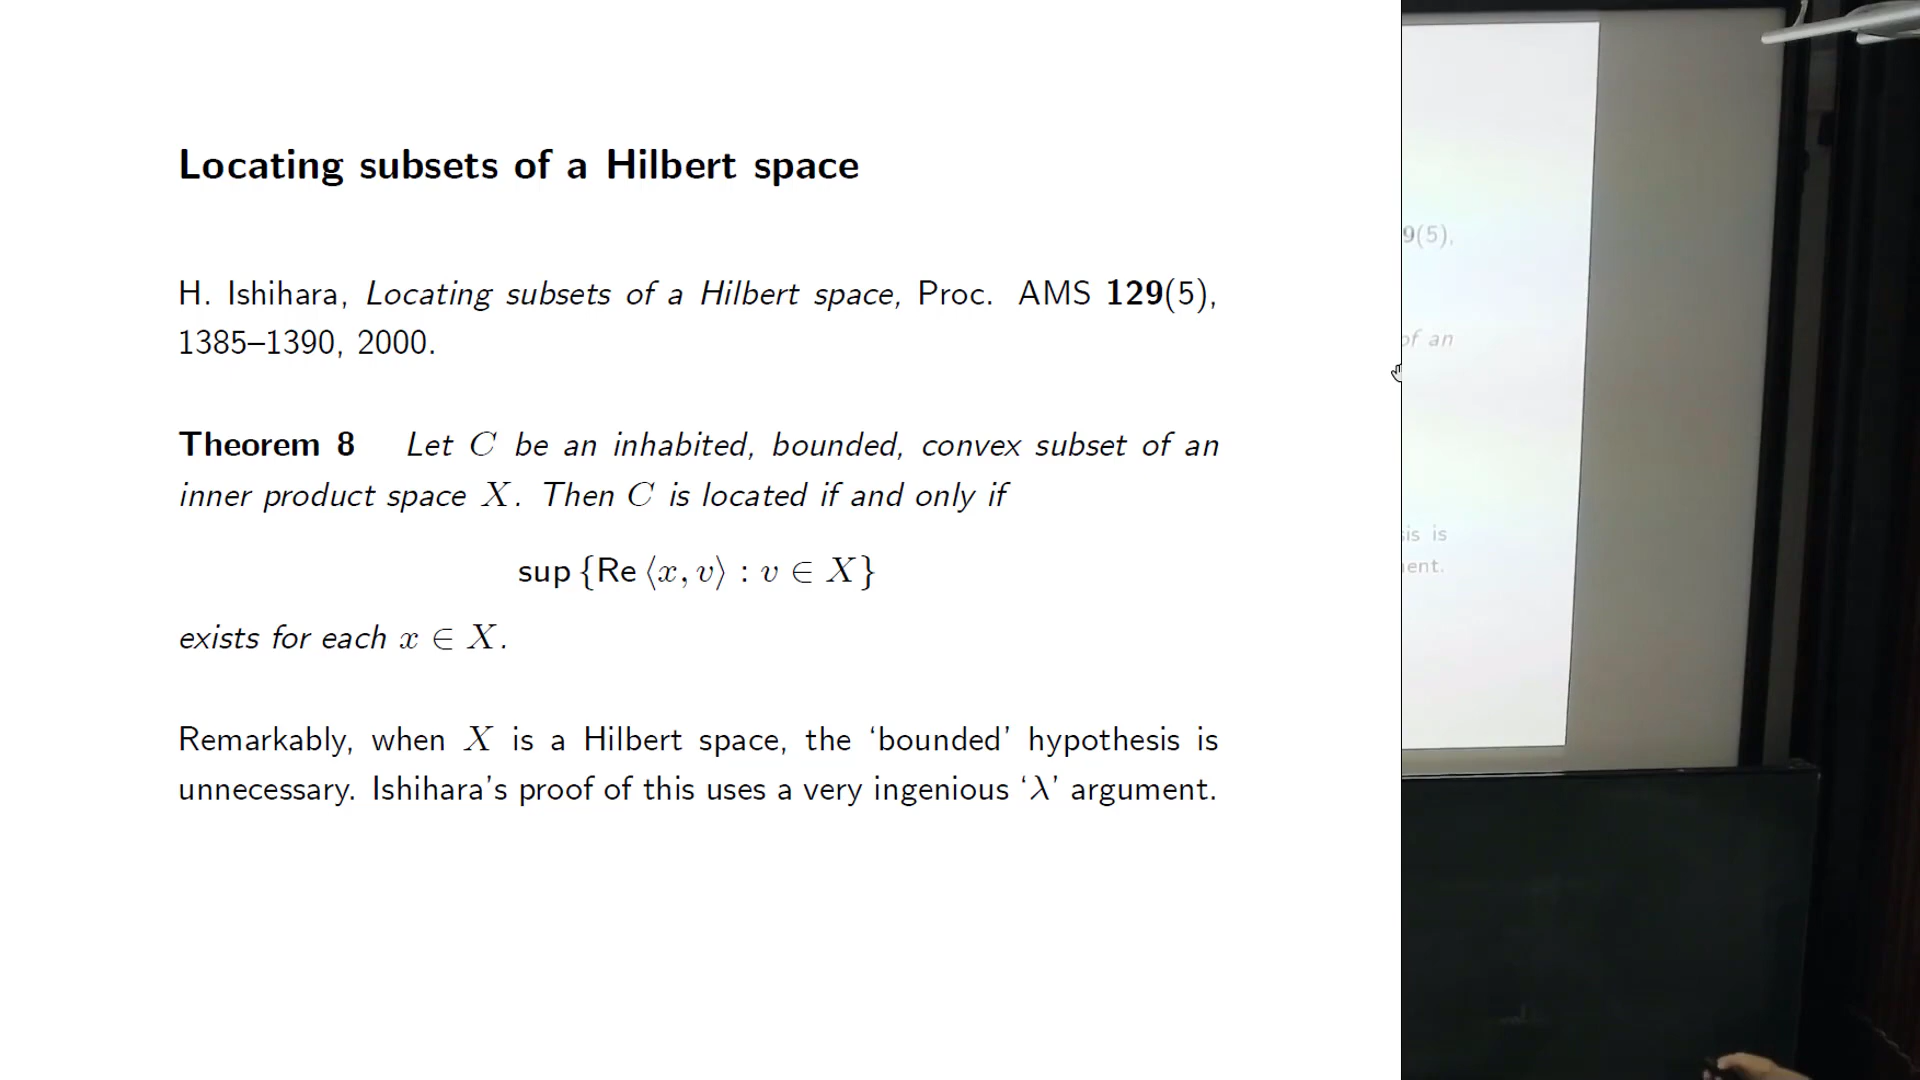 Locating subsets of a Hilbert space
H. Ishihara, Locating subsets of a Hilbert space, Proc. AMS 129(5),
1385–1390, 2000.
Theorem 8 Let C be an inhabited, bounded, convex subset of an
inner product space X. Then C is located if and only if
sup {Re ⟨x, v⟩ : v ∈ X}
exists for each x ∈ X.
Remarkably, when X is a Hilbert space, the ‘bounded’ hypothesis is
unnecessary. Ishihara’s proof of this uses a very ingenious ‘λ’ argument.
9(5),
of an
is is
ent.